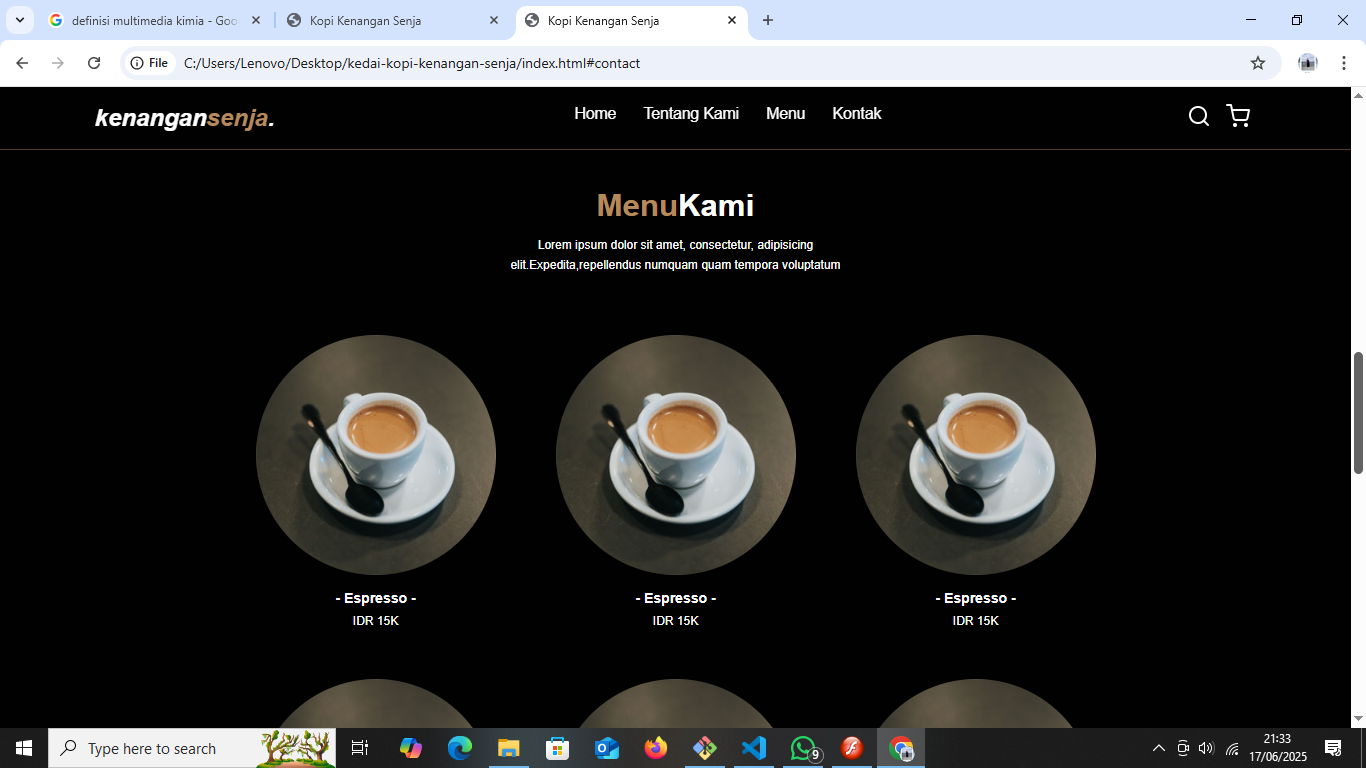 definisi multimedia kimia - Goo
Kopi Kenangan Senja
Kopi Kenangan Senja
File
C:/Users/Lenovo/Desktop/kedai-kopi-kenangan-senja/index.html#contact
kenangansenja.
Home
Tentang Kami
Menu
Kontak
MenuKami
Lorem ipsum dolor sit amet, consectetur, adipisicing
elit.Expedita,repellendus numquam quam tempora voluptatum
- Espresso -
IDR 15K
- Espresso -
IDR 15K
- Espresso -
IDR 15K
Type here to search
9
21:33
17/06/2025